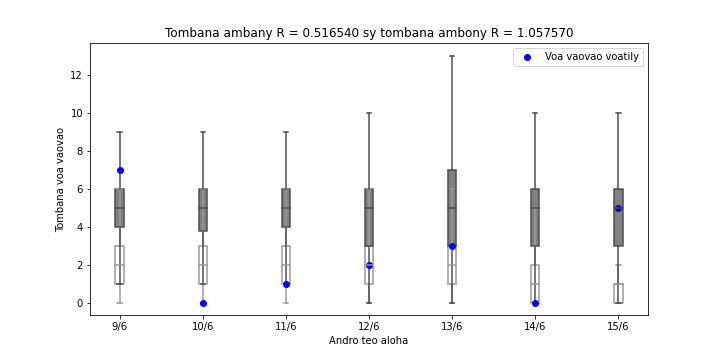 Tombana ambany R = 0.516540 sy tombana ambony R = 1.057570
Voa vaovao voatily
Tombana voa vaovao
12
10
8
6
4
2
0
9/6 10/6 11/6 12/6 13/6 14/6 15/6
Andro teo aloha